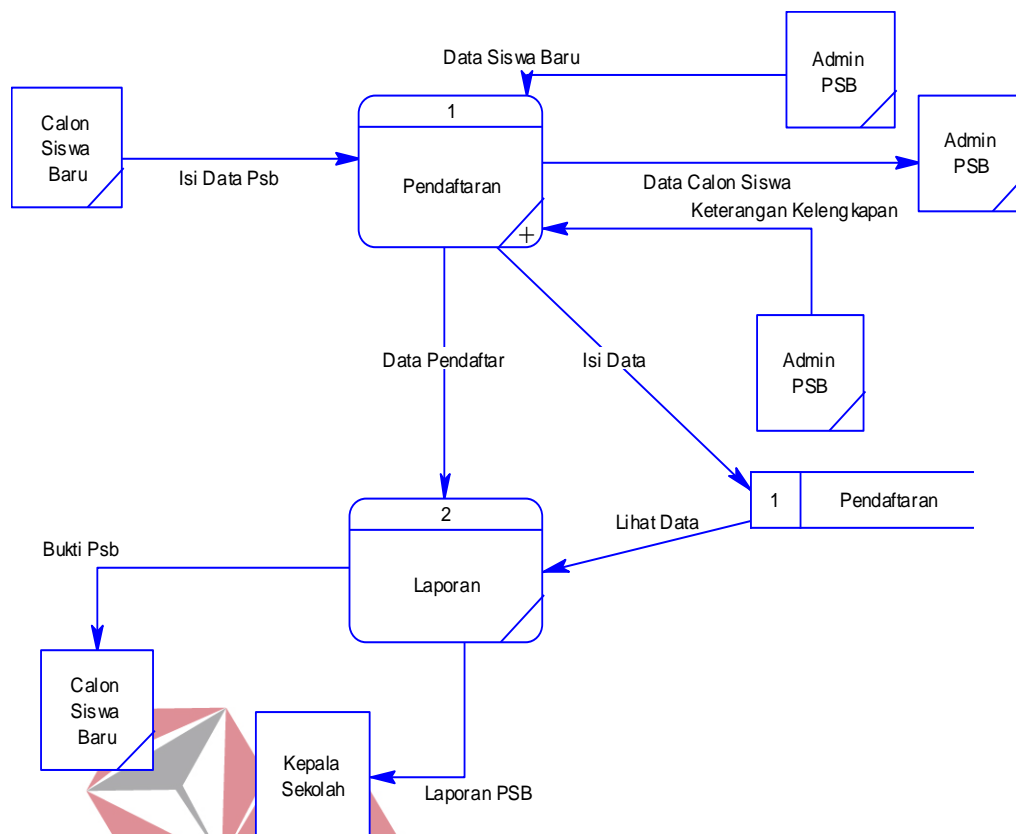 Data Siswa Baru
Admin
PSB
1
Calon
Siswa
Baru
Isi Data Psb
Pendaftaran
Data Calon Siswa
Admin
PSB
Keterangan Kelengkapan
+
Data Pendaftar
Isi Data
Admin
PSB
1
Pendaftaran
2
Lihat Data
Bukti Psb
Laporan
Calon
Siswa
Baru
Kepala
Sekolah
Laporan PSB